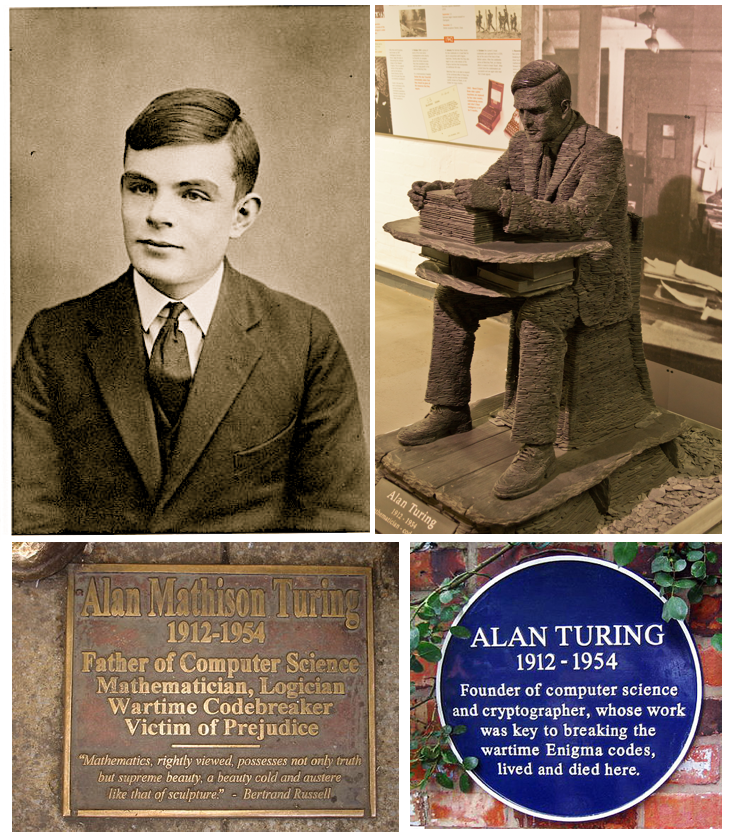 Alan Turing
1912 - 1954
Alan Mathison Turing
1912-1954
Father of Computer Science
Mathematician, Logician
Wartime Codebreaker
Victim of Prejudice
“Mathematics, rightly viewed, possesses not only truth
but supreme beauty, a beauty cold and austere
like that of sculpture.” - Bertrand Russell
ALAN TURING
1912 - 1954
Founder of computer science
and cryptographer, whose work
was key to breaking the
wartime Enigma codes,
lived and died here.